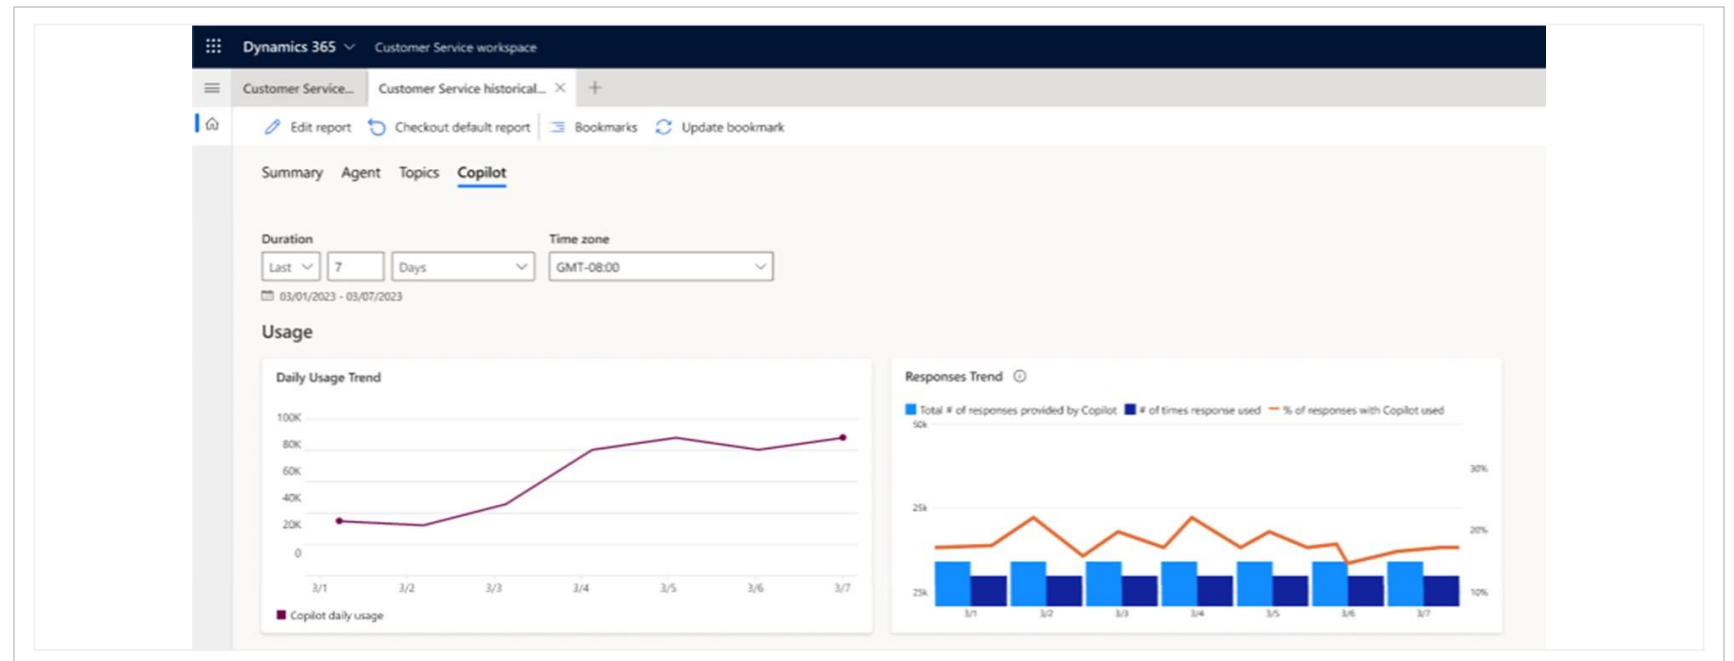 Dynamics 365 Customer Service workspace
Customer Service... Customer Service historical...
Edit report Checkout default report Bookmarks Update bookmark
Summary Agent Topics Copilot
Duration Time zone
Last 7 Days GMT-08:00
03/01/2023 - 03/07/2023
Usage
Daily Usage Trend
100K
80K
60K
40K
20K
0
3/1 3/2 3/3 3/4 3/5 3/6 3/7
Copilot daily usage
Responses Trend
Total # of responses provided by Copilot # of times response used % of responses with Copilot used
50k
30%
25k
20%
25k 10%
3/1 3/2 3/3 3/4 3/5 3/6 3/7